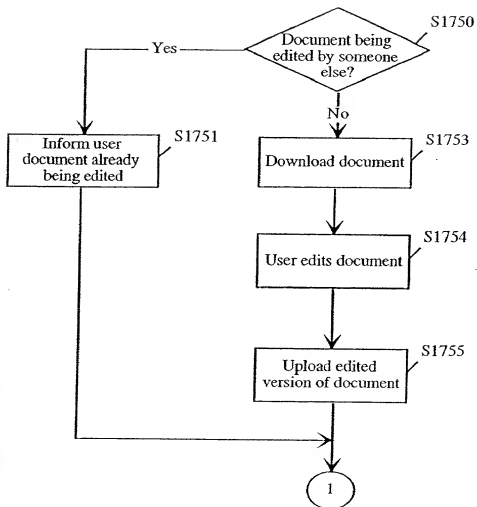 S1750
Document being
edited by someone
else?
Yes
No
Inform user
document already
being edited
S1751
S1753
Download document
S1754
User edits document
S1755
Upload edited
version of document
1